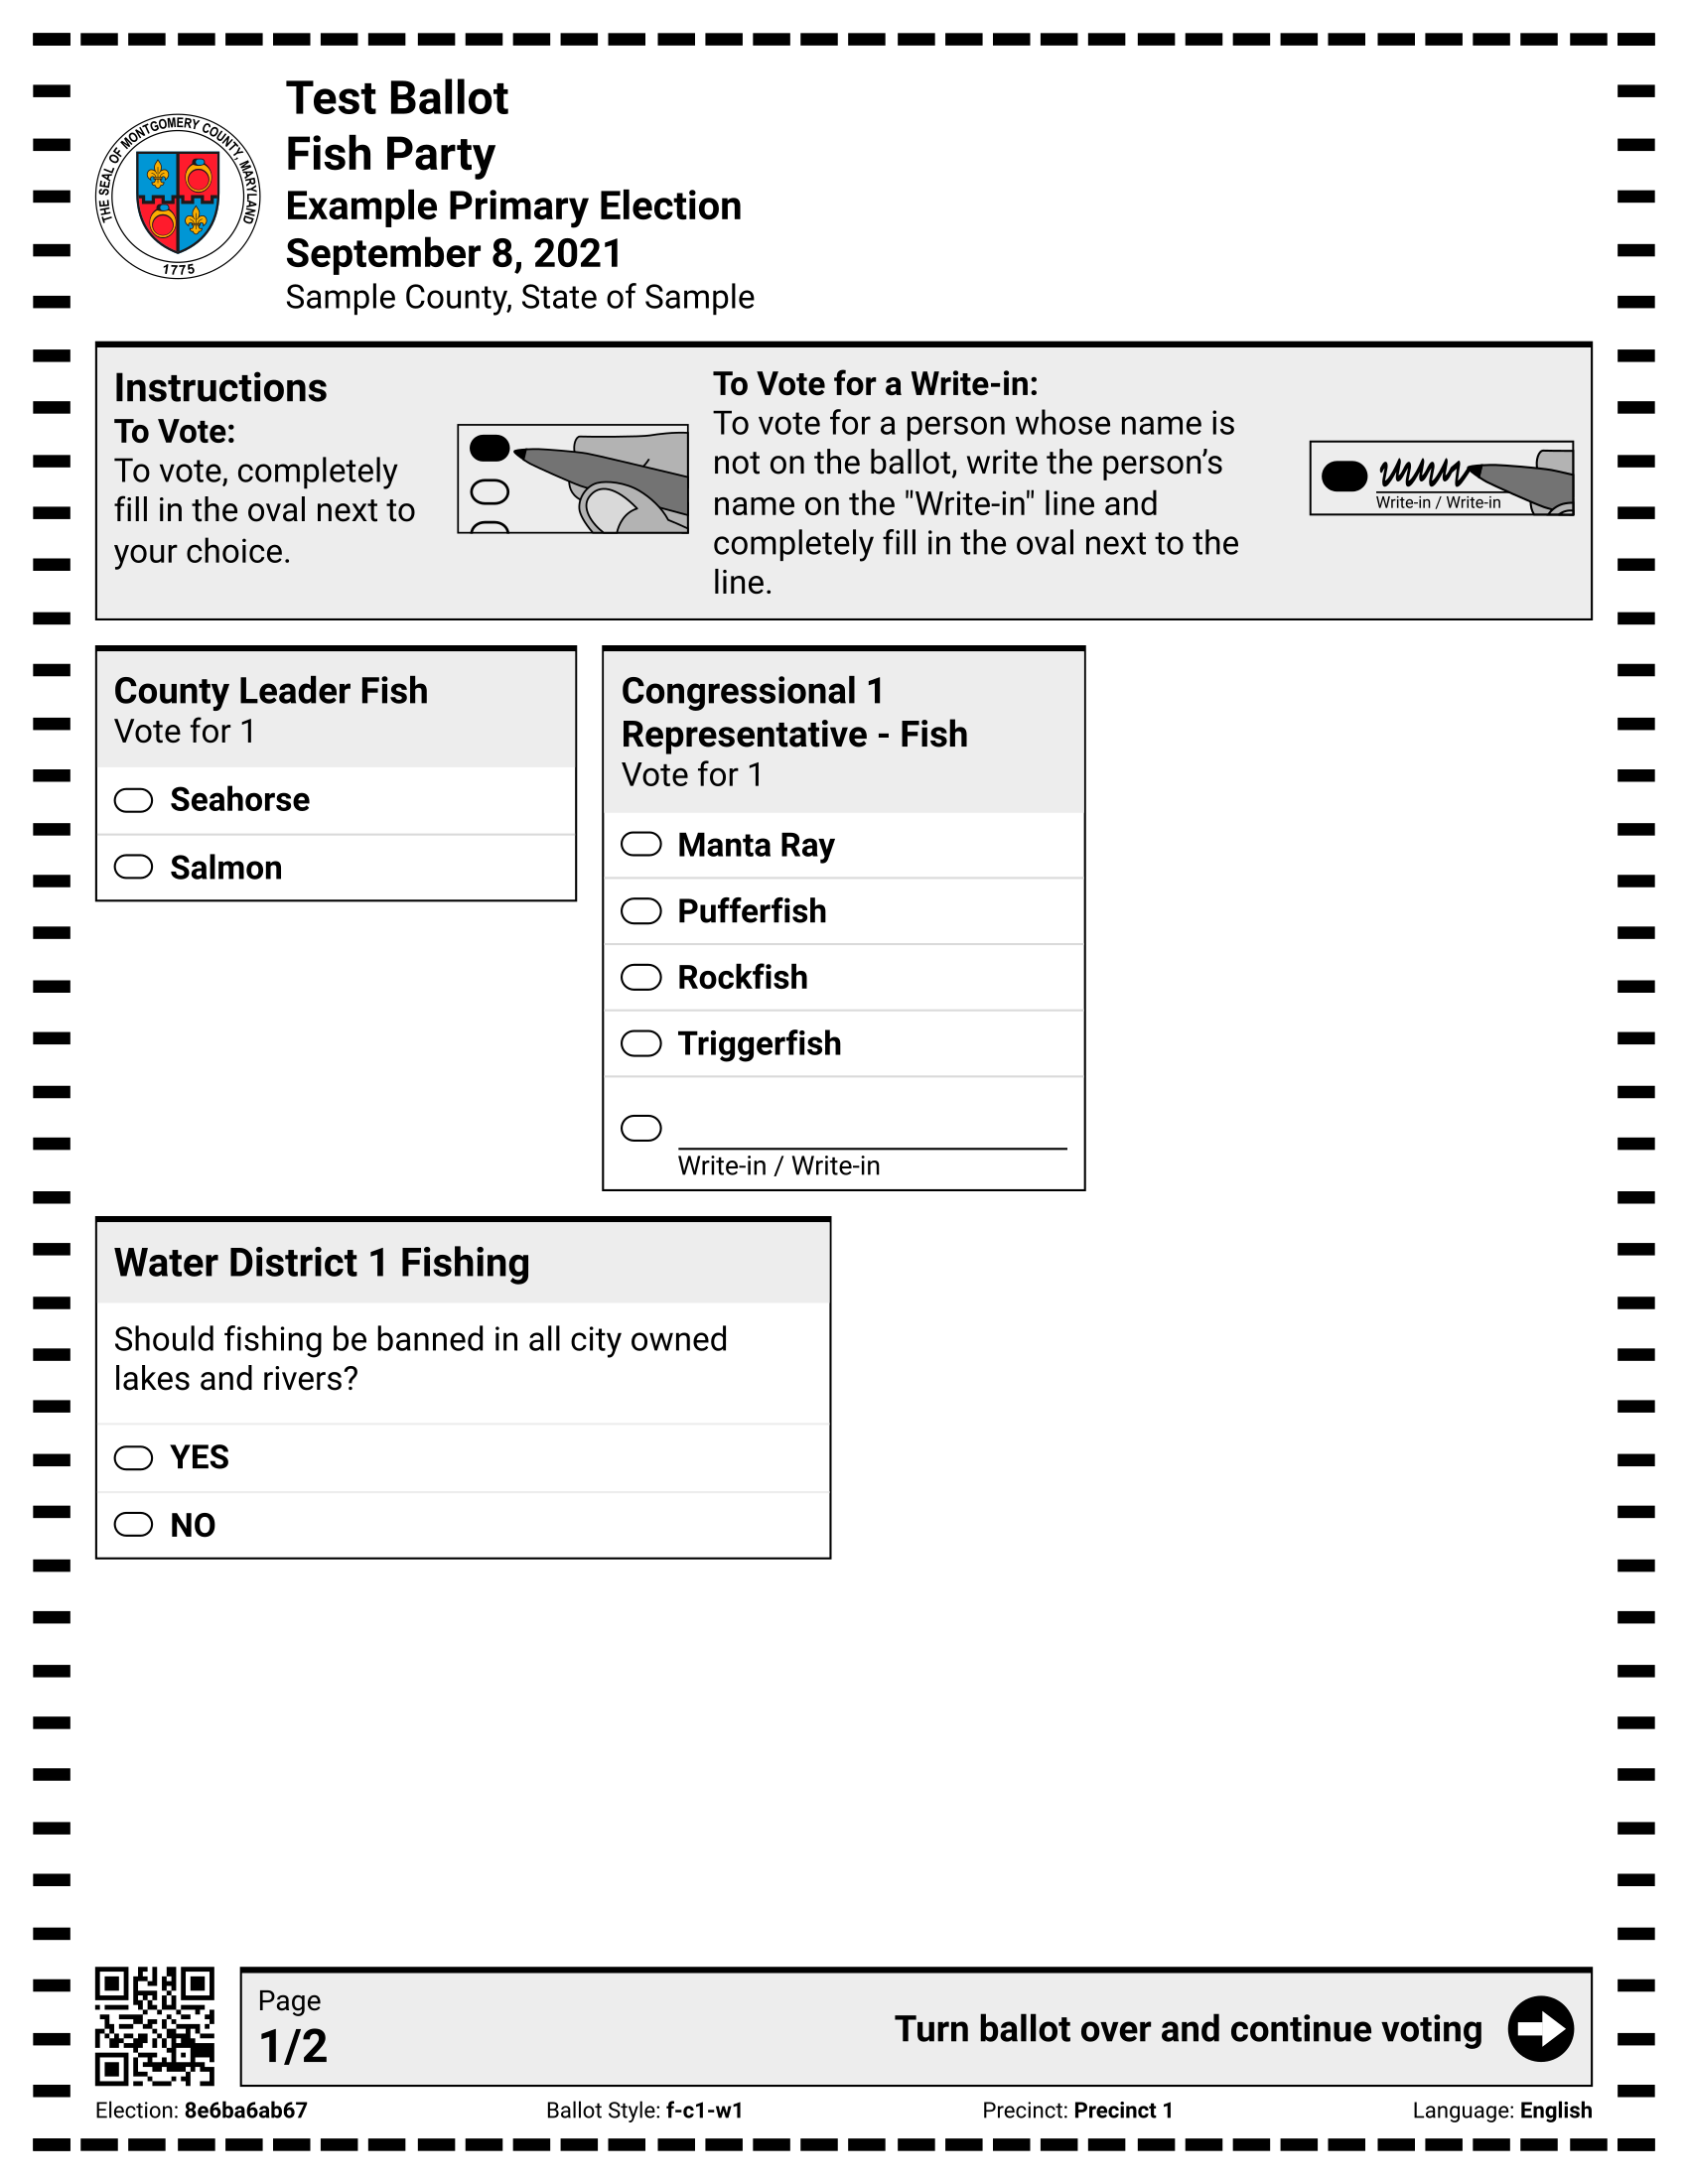 THE SEAL OF MONTGOMERY COUNTY, MARYLAND
1775
Test Ballot
Fish Party
Example Primary Election
September 8, 2021
Sample County, State of Sample
Instructions
To Vote:
To vote, completely
fill in the oval next to
your choice.
To Vote for a Write-in:
To vote for a person whose name is
not on the ballot, write the person’s
name on the "Write-in" line and
completely fill in the oval next to the
line.
Write-in / Write-in
County Leader Fish
Vote for 1
Seahorse
Salmon
Congressional 1
Representative - Fish
Vote for 1
Manta Ray
Pufferfish
Rockfish
Triggerfish
Write-in / Write-in
Water District 1 Fishing
Should fishing be banned in all city owned
lakes and rivers?
YES
NO
Page
1/2
Turn ballot over and continue voting
Election: 8e6ba6ab67 Ballot Style: f-c1-w1 Precinct: Precinct 1 Language: English